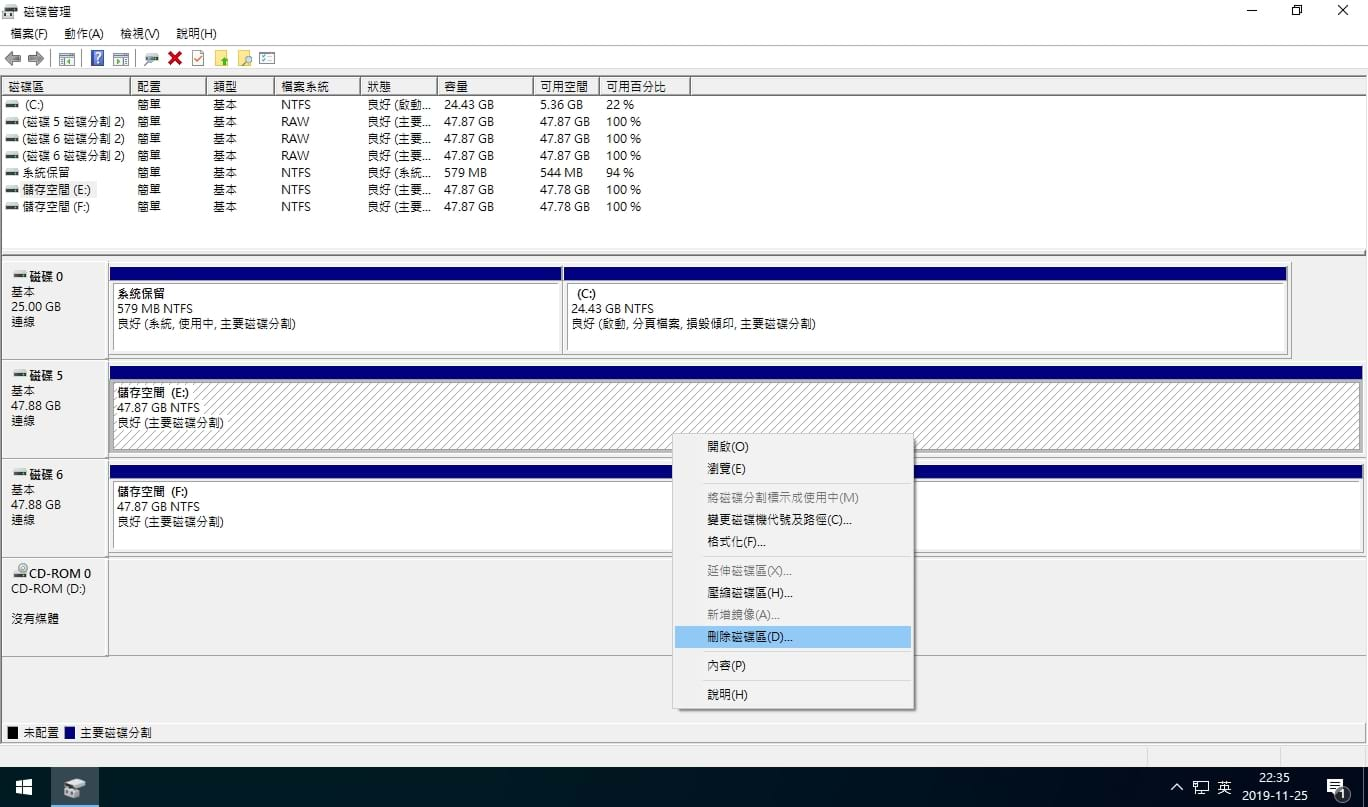 磁碟管理
檔案(F) 動作(A) 檢視(V) 說明(H)
磁碟區 配置 類型 檔案系統 狀態 容量 可用空間 可用百分比
(C:) 簡單 基本 NTFS 良好 (啟動... 24.43 GB 5.36 GB 22 %
(磁碟 5 磁碟分割 2) 簡單 基本 RAW 良好 (主要... 47.87 GB 47.87 GB 100 %
(磁碟 6 磁碟分割 2) 簡單 基本 RAW 良好 (主要... 47.87 GB 47.87 GB 100 %
(磁碟 6 磁碟分割 2) 簡單 基本 RAW 良好 (主要... 47.87 GB 47.87 GB 100 %
系統保留 簡單 基本 NTFS 良好 (系統... 579 MB 544 MB 94 %
儲存空間 (E:) 簡單 基本 NTFS 良好 (主要... 47.87 GB 47.78 GB 100 %
儲存空間 (F:) 簡單 基本 NTFS 良好 (主要... 47.87 GB 47.78 GB 100 %
磁碟 0
基本
25.00 GB
連線
系統保留
579 MB NTFS
良好 (系統, 使用中, 主要磁碟分割)
(C:)
24.43 GB NTFS
良好 (啟動, 分頁檔案, 損毀傾印, 主要磁碟分割)
磁碟 5
基本
47.88 GB
連線
儲存空間 (E:)
47.87 GB NTFS
良好 (主要磁碟分割)
磁碟 6
基本
47.88 GB
連線
儲存空間 (F:)
47.87 GB NTFS
良好 (主要磁碟分割)
CD-ROM 0
CD-ROM (D:)
沒有媒體
開啟(O)
瀏覽(E)
將磁碟分割標示成使用中(M)
變更磁碟機代號及路徑(C)...
格式化(F)...
延伸磁碟區(X)...
壓縮磁碟區(H)...
新增鏡像(A)...
刪除磁碟區(D)...
內容(P)
說明(H)
未配置 主要磁碟分割
英
22:35
2019-11-25
1